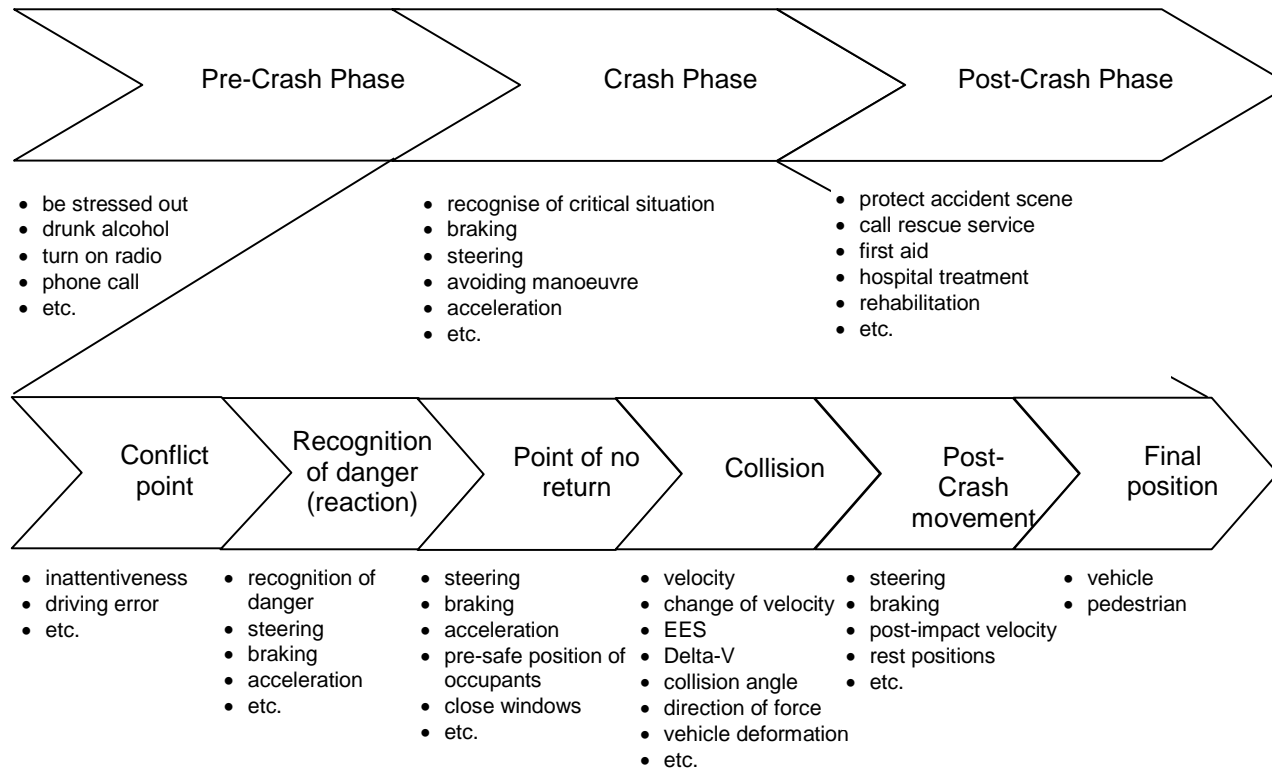 Pre-Crash Phase
Crash Phase
Post-Crash Phase
• be stressed out
• drunk alcohol
• turn on radio
• phone call
• etc.
• recognise of critical situation
• braking
• steering
• avoiding manoeuvre
• acceleration
• etc.
• protect accident scene
• call rescue service
• first aid
• hospital treatment
• rehabilitation
• etc.
Conflict
point
Recognition
of danger
(reaction)
Point of no
return
Collision
Post-
Crash
movement
Final
position
• inattentiveness
• driving error
• etc.
• recognition of
danger
• steering
• braking
• acceleration
• etc.
• steering
• braking
• acceleration
• pre-safe position of
occupants
• close windows
• etc.
• velocity
• change of velocity
• EES
• Delta-V
• collision angle
• direction of force
• vehicle deformation
• etc.
• steering
• braking
• post-impact velocity
• rest positions
• etc.
• vehicle
• pedestrian